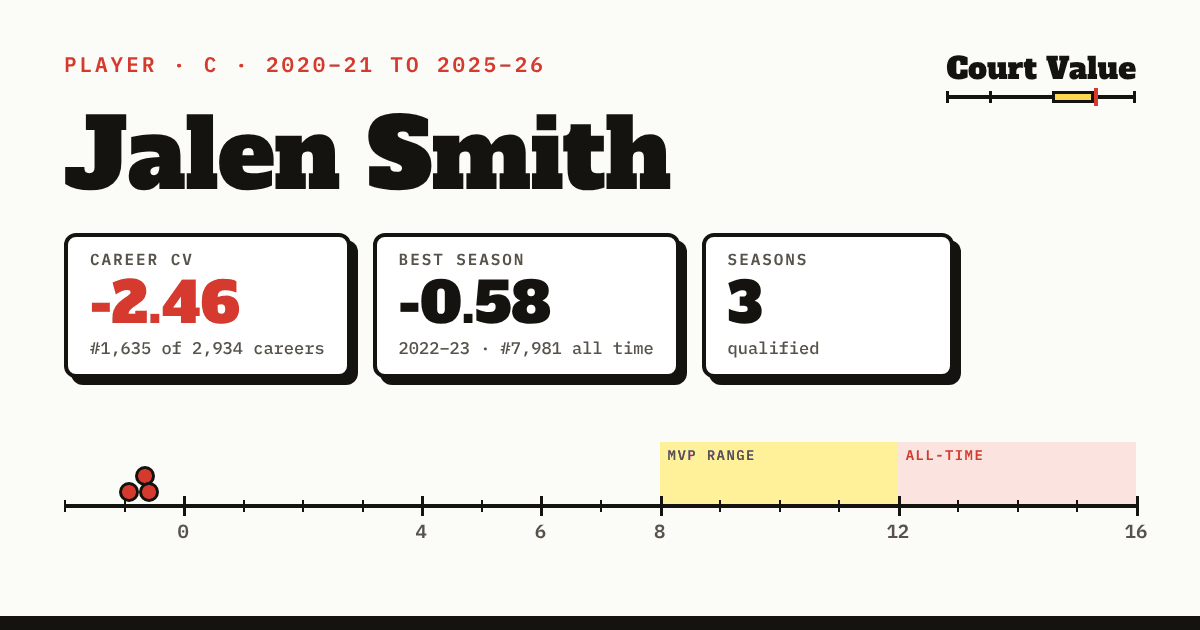 PLAYER · C · 2020–21 TO 2025–26
Court Value
Jalen Smith
CAREER CV
-2.46
#1,635 of 2,934 careers
BEST SEASON
-0.58
2022–23 · #7,981 all time
SEASONS
3
qualified
MVP RANGE
ALL-TIME
0 4 6 8 12 16